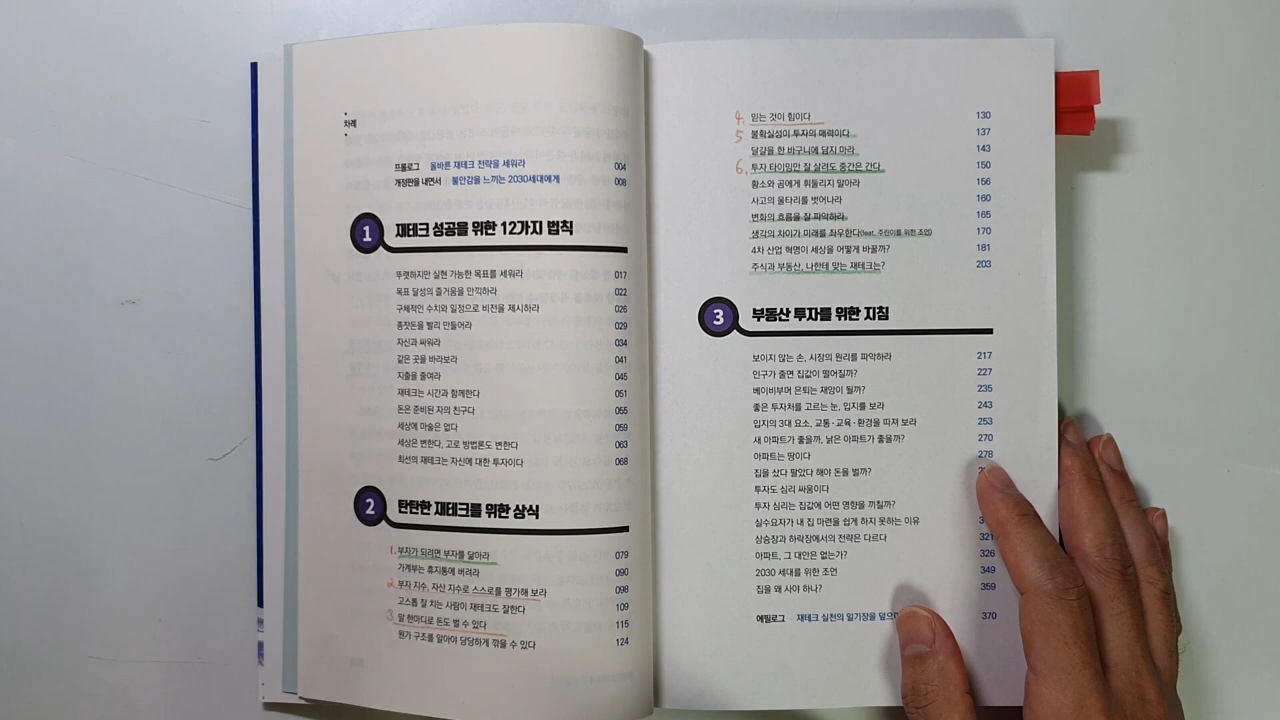 차례
프롤로그 올바른 재테크 전략을 세워라 004
개정판을 내면서 불안감을 느끼는 2030세대에게 008
1 재테크 성공을 위한 12가지 법칙
뚜렷하지만 실현 가능한 목표를 세워라 017
목표 달성의 즐거움을 만끽하라 022
구체적인 수치와 일정으로 비전을 제시하라 026
종잣돈을 빨리 만들어라 029
자신과 싸워라 034
같은 곳을 바라보라 041
지출을 줄여라 045
재테크는 시간과 함께한다 051
돈은 준비된 자의 친구다 055
세상에 마술은 없다 059
세상은 변한다, 고로 방법론도 변한다 063
최선의 재테크는 자신에 대한 투자이다 068
2 탄탄한 재테크를 위한 상식
1. 부자가 되려면 부자를 닮아라 079
가계부는 휴지통에 버려라 090
2 부자 지수, 자산 지수로 스스로를 평가해 보라 098
고스톱 잘 치는 사람이 재테크도 잘한다 109
3 말 한마디로 돈도 벌 수 있다 115
원가 구조를 알아야 당당하게 깎을 수 있다 124
4. 믿는 것이 힘이다 130
5 불확실성이 투자의 매력이다 137
달걀을 한 바구니에 담지 마라 143
6. 투자 타이밍만 잘 살려도 중간은 간다 150
황소와 곰에게 휘둘리지 말아라 156
사고의 울타리를 벗어나라 160
변화의 흐름을 잘 파악하라 165
생각의 차이가 미래를 좌우한다(feat. 주린이를 위한 조언) 170
4차 산업 혁명이 세상을 어떻게 바꿀까? 181
주식과 부동산, 나한테 맞는 재테크는? 203
3 부동산 투자를 위한 지침
보이지 않는 손, 시장의 원리를 파악하라 217
인구가 줄면 집값이 떨어질까? 227
베이비부머 은퇴는 재앙이 될까? 235
좋은 투자처를 고르는 눈, 입지를 보라 243
입지의 3대 요소, 교통·교육·환경을 따져 보라 253
새 아파트가 좋을까, 낡은 아파트가 좋을까? 270
아파트는 땅이다 278
집을 샀다 팔았다 해야 돈을 벌까?
투자도 심리 싸움이다
투자 심리는 집값에 어떤 영향을 끼칠까?
실수요자가 내 집 마련을 쉽게 하지 못하는 이유
상승장과 하락장에서의 전략은 다르다 321
아파트, 그 대안은 없는가? 326
2030 세대를 위한 조언 349
집을 왜 사야 하나? 359
에필로그 재테크 실천의 일기장을 덮으며 370